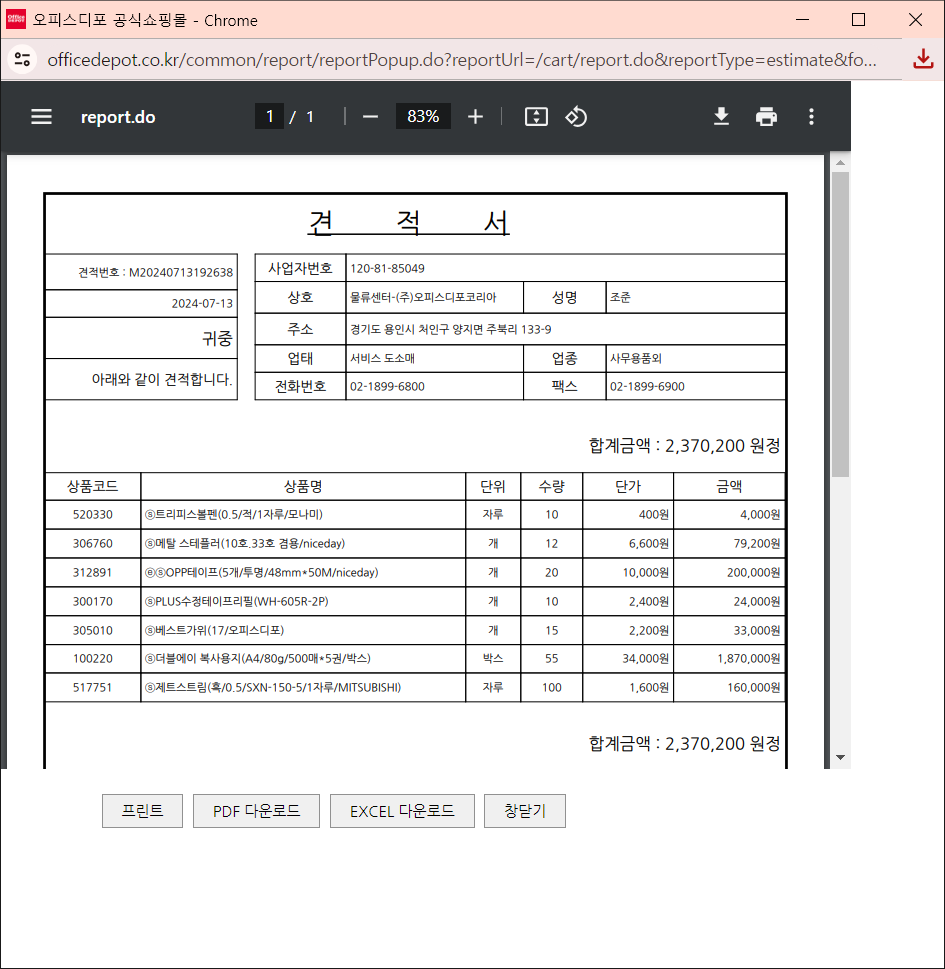 오피스디포 공식쇼핑몰 - Chrome
officedepot.co.kr/common/report/reportPopup.do?reportUrl=/cart/report.do&reportType=estimate&fo...
report.do 1 / 1 83%
견 적 서
견적번호 : M20240713192638
2024-07-13
귀중
아래와 같이 견적합니다.
사업자번호 120-81-85049
상호 물류센터-(주)오피스디포코리아 성명 조준
주소 경기도 용인시 처인구 양지면 주북리 133-9
업태 서비스 도소매 업종 사무용품외
전화번호 02-1899-6800 팩스 02-1899-6900
합계금액 : 2,370,200 원정
상품코드 상품명 단위 수량 단가 금액
520330 ⓢ트리피스볼펜(0.5/적/1자루/모나미) 자루 10 400원 4,000원
306760 ⓢ메탈 스테플러(10호.33호 겸용/niceday) 개 12 6,600원 79,200원
312891 ⓔⓢOPP테이프(5개/투명/48mm*50M/niceday) 개 20 10,000원 200,000원
300170 ⓢPLUS수정테이프리필(WH-605R-2P) 개 10 2,400원 24,000원
305010 ⓢ베스트가위(17/오피스디포) 개 15 2,200원 33,000원
100220 ⓢ더블에이 복사용지(A4/80g/500매*5권/박스) 박스 55 34,000원 1,870,000원
517751 ⓢ제트스트림(흑/0.5/SXN-150-5/1자루/MITSUBISHI) 자루 100 1,600원 160,000원
합계금액 : 2,370,200 원정
프린트 PDF 다운로드 EXCEL 다운로드 창닫기